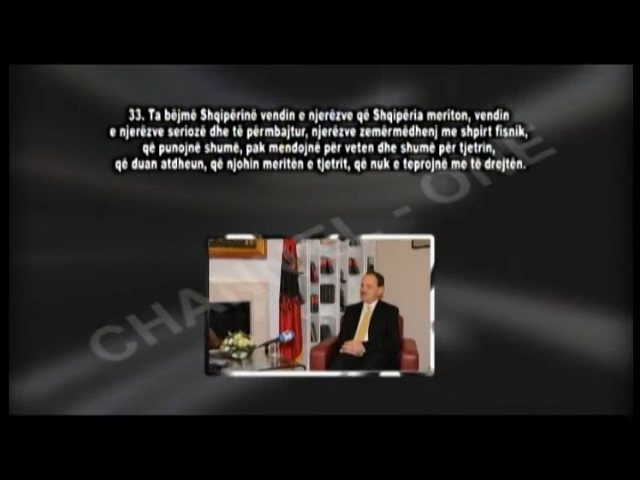 33. Ta bëjmë Shqipërinë vendin e njerëzve që Shqipëria meriton, vendin
e njerëzve seriozë dhe të përmbajtur, njerëzve zemërmëdhenj me shpirt fisnik,
që punojnë shumë, pak mendojnë për veten dhe shumë për tjetrin,
që duan atdheun, që njohin meritën e tjetrit, që nuk e teprojnë me të drejtën.
CHANNEL - ONE